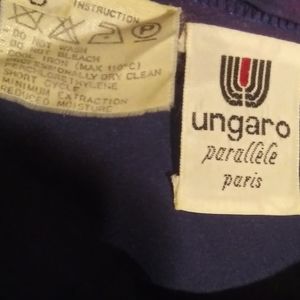 INSTRUCTION
P
DO NOT WASH
DO NOT BLEACH
COOL IRON (MAX 110°C)
PROFESSIONALLY DRY CLEAN
SHORT CYCLE
MINIMUM EXTRACTION
REDUCED MOISTURE
ungaro
parallèle
paris